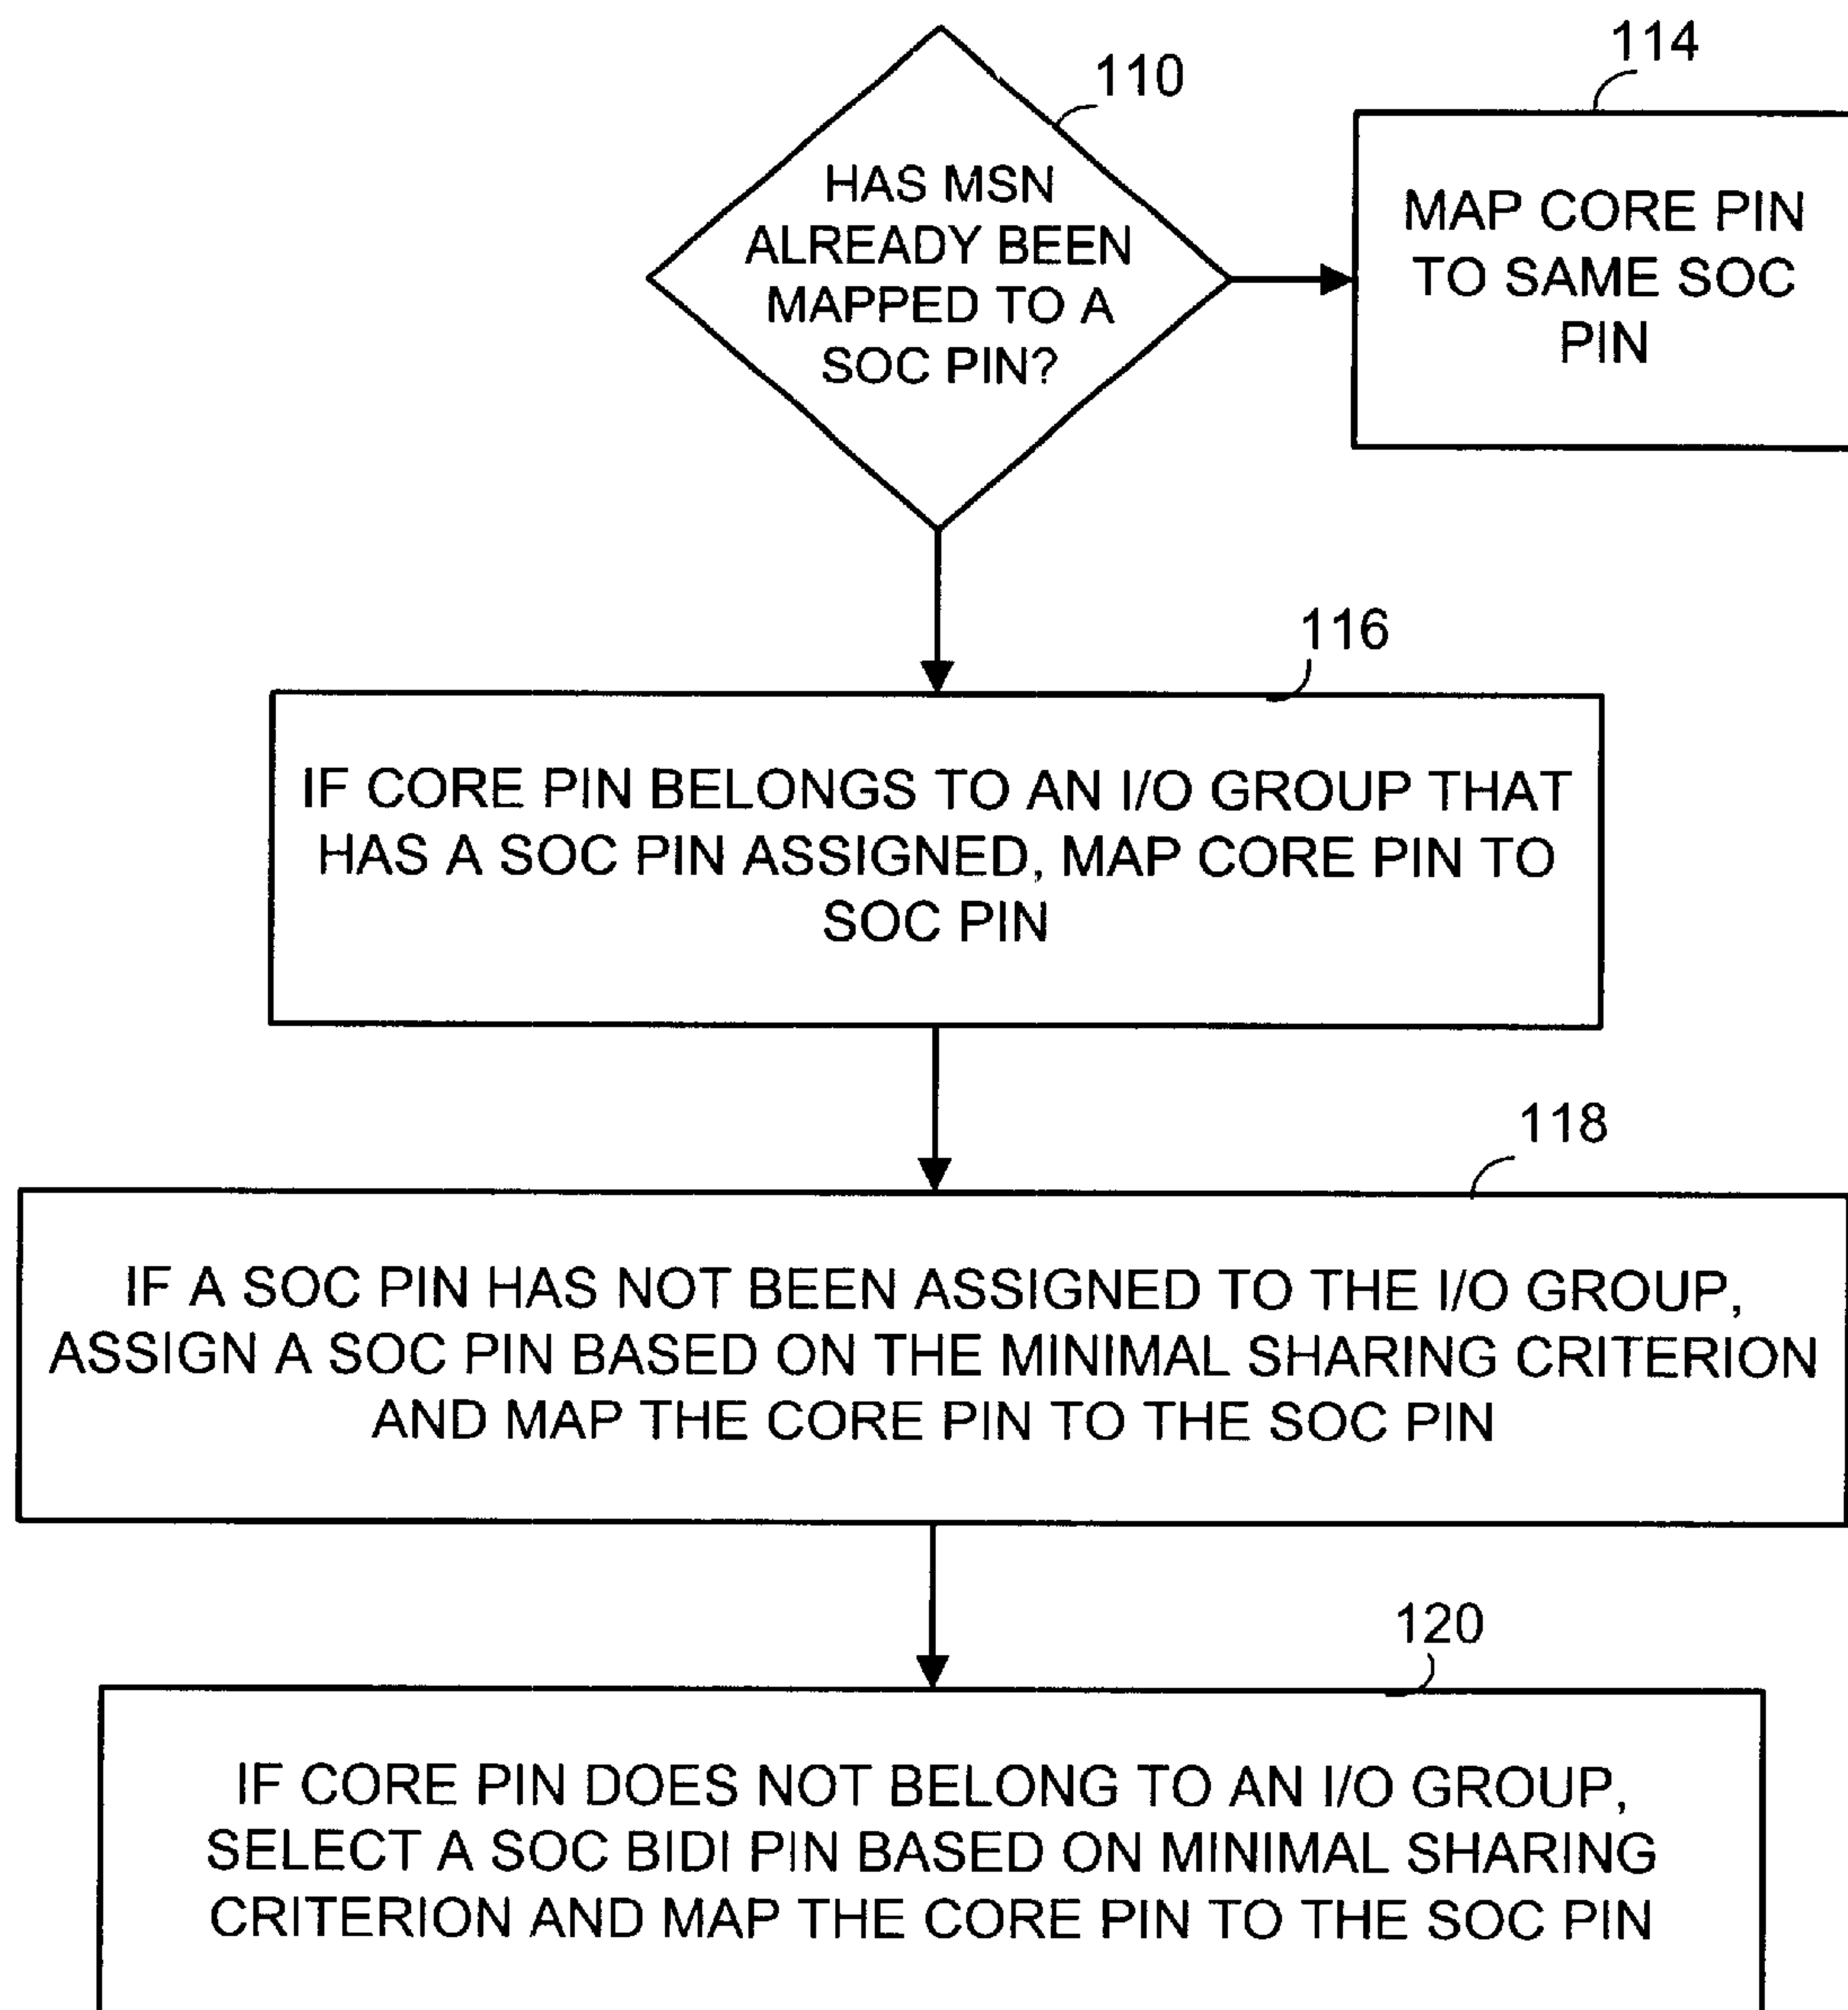 110
HAS MSN
ALREADY BEEN
MAPPED TO A
SOC PIN?
114
MAP CORE PIN
TO SAME SOC
PIN
116
IF CORE PIN BELONGS TO AN I/O GROUP THAT
HAS A SOC PIN ASSIGNED, MAP CORE PIN TO
SOC PIN
118
IF A SOC PIN HAS NOT BEEN ASSIGNED TO THE I/O GROUP,
ASSIGN A SOC PIN BASED ON THE MINIMAL SHARING CRITERION
AND MAP THE CORE PIN TO THE SOC PIN
120
IF CORE PIN DOES NOT BELONG TO AN I/O GROUP,
SELECT A SOC BIDI PIN BASED ON MINIMAL SHARING
CRITERION AND MAP THE CORE PIN TO THE SOC PIN